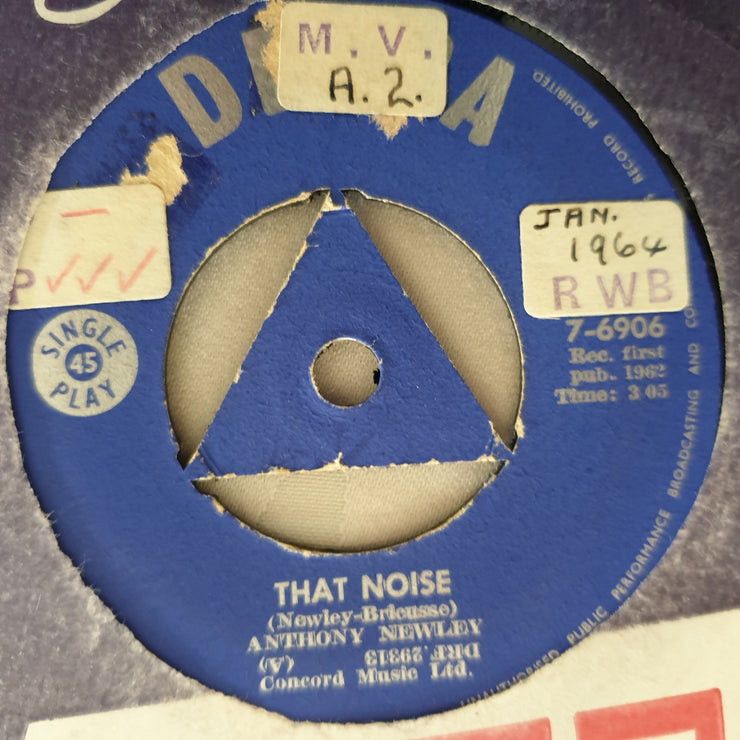 M. V.
A. 2.
D A
RECORD PROHIBITED
P ✓✓✓
JAN.
1964
RWB
7-6906
Rec. first
pub. 1962
Time: 3 05
SINGLE
45
PLAY
THAT NOISE
(Newley-Bricusse)
ANTHONY NEWLEY
(V) DRF.29313
Concord Music Ltd.
UNAUTHORISED PUBLIC PERFORMANCE BROADCASTING AND CO